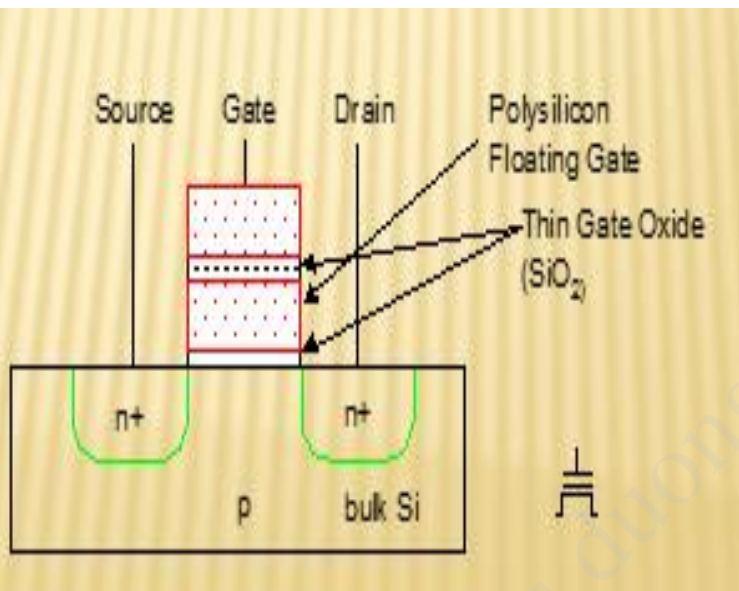 Source Gate Drain
Polysilicon
Floating Gate
Thin Gate Oxide
(SiO2)
n+ n+
p bulk Si